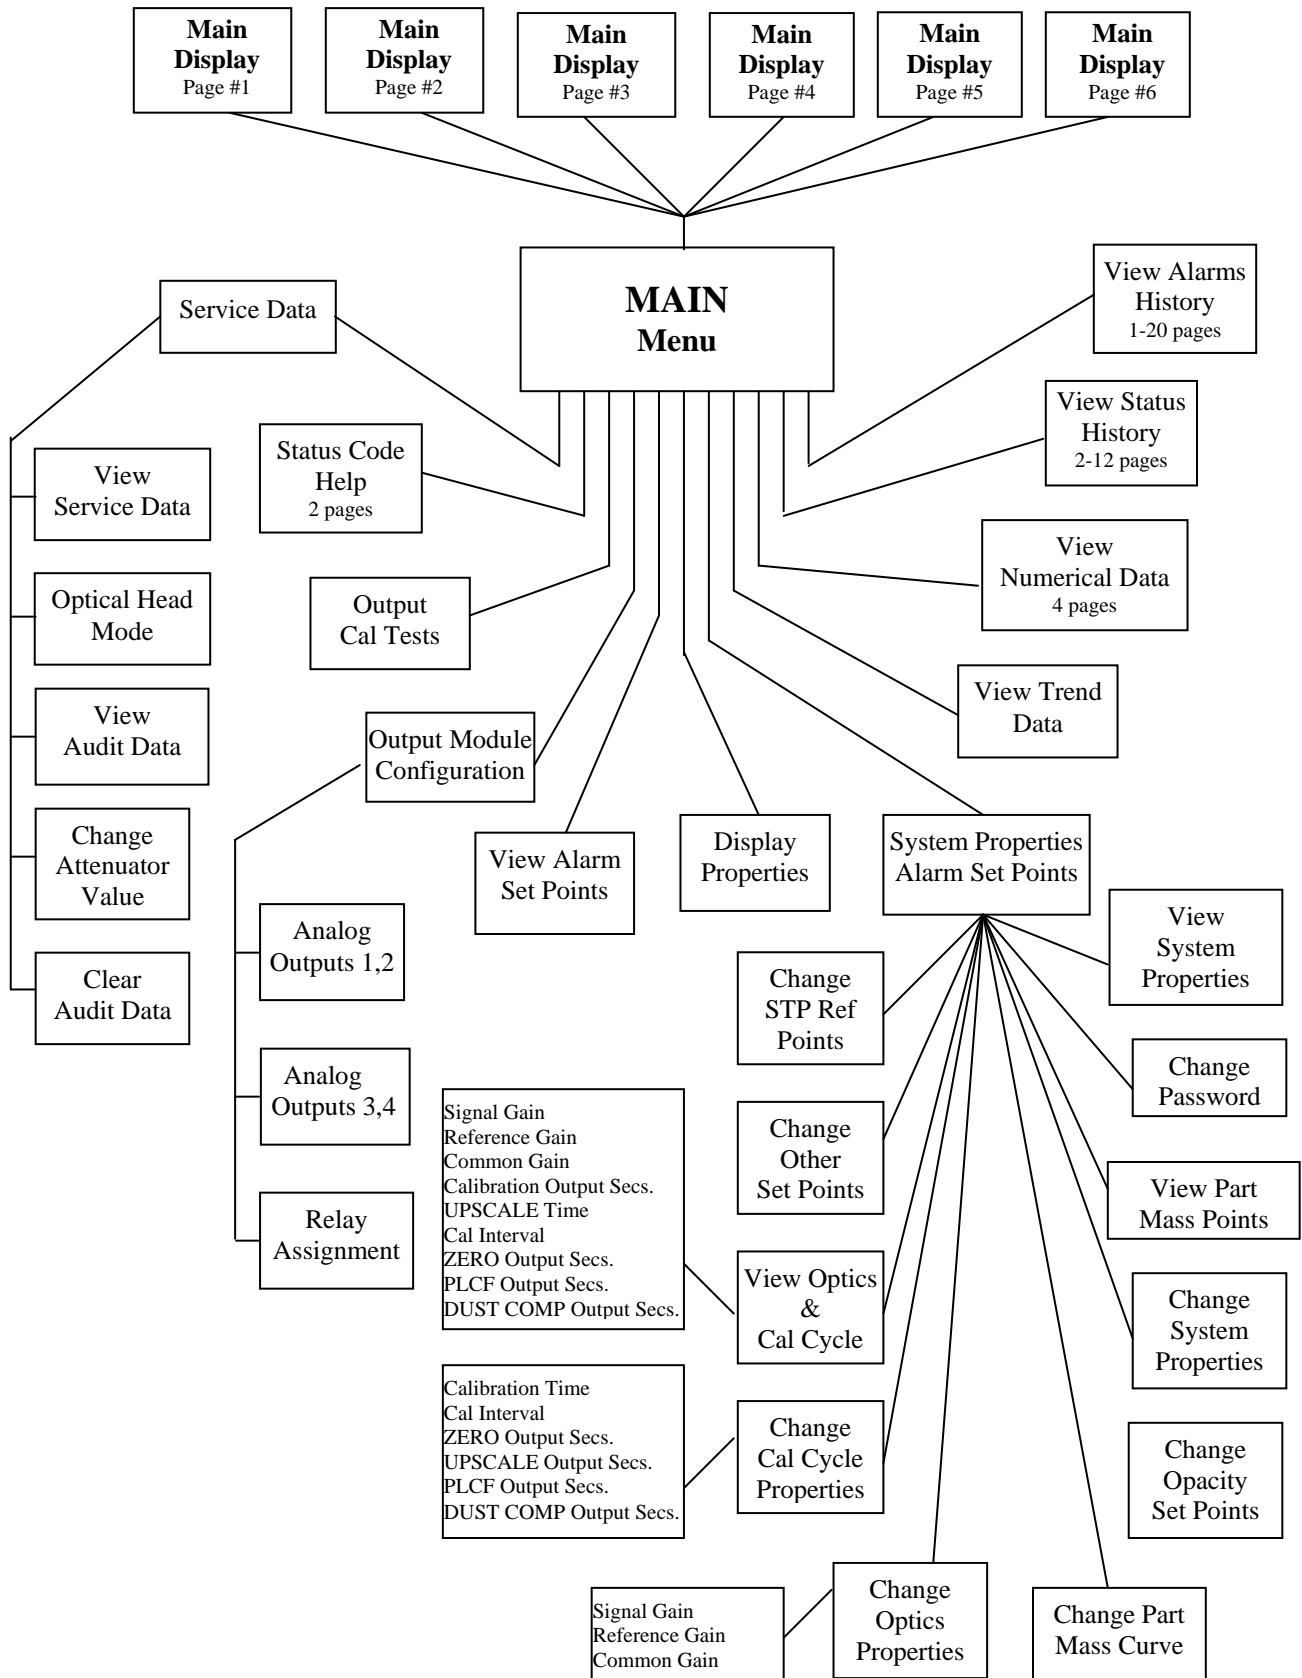 Main
Display
Page #1
Main
Display
Page #2
Main
Display
Page #3
Main
Display
Page #4
Main
Display
Page #5
Main
Display
Page #6
MAIN
Menu
Service Data
View Alarms
History
1-20 pages
View Status
History
2-12 pages
Status Code
Help
2 pages
View
Service Data
View
Numerical Data
4 pages
Optical Head
Mode
Output
Cal Tests
View Trend
Data
View
Audit Data
Output Module
Configuration
Change
Attenuator
Value
View Alarm
Set Points
Display
Properties
System Properties
Alarm Set Points
Clear
Audit Data
Analog
Outputs 1,2
Change
STP Ref
Points
View
System
Properties
Analog
Outputs 3,4
Change
Password
Signal Gain
Reference Gain
Common Gain
Calibration Output Secs.
UPSCALE Time
Cal Interval
ZERO Output Secs.
PLCF Output Secs.
DUST COMP Output Secs.
Change
Other
Set Points
View Part
Mass Points
Relay
Assignment
View Optics
&
Cal Cycle
Change
System
Properties
Calibration Time
Cal Interval
ZERO Output Secs.
UPSCALE Output Secs.
PLCF Output Secs.
DUST COMP Output Secs.
Change
Cal Cycle
Properties
Change
Opacity
Set Points
Signal Gain
Reference Gain
Common Gain
Change
Optics
Properties
Change Part
Mass Curve